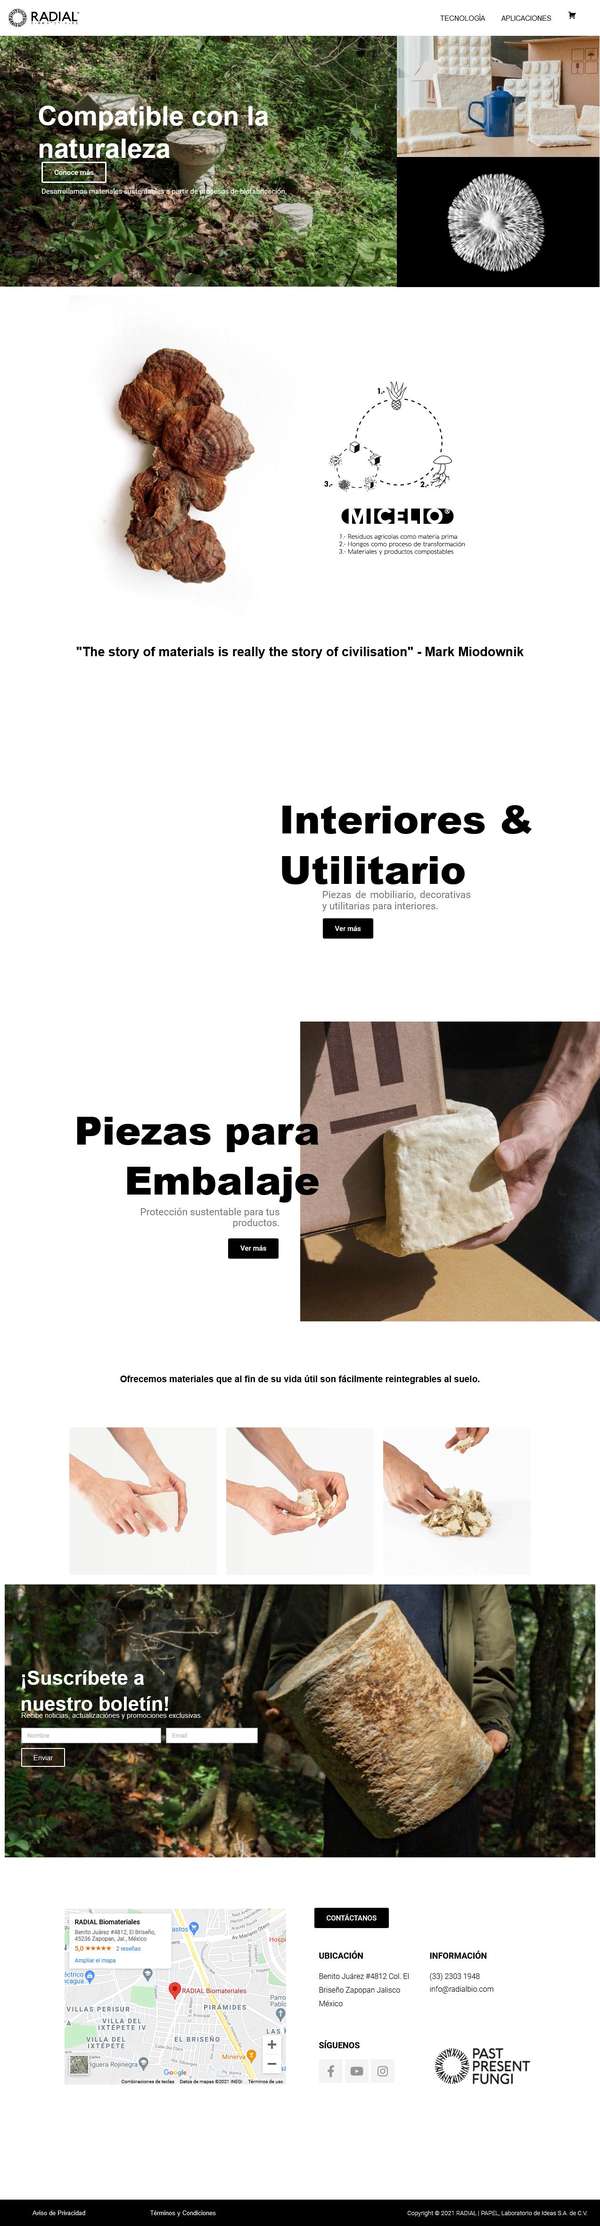 RADIAL
TECNOLOGÍA
APLICACIONES
Compatible con la
naturaleza
Conoce más
Desarrollamos materiales sustentables a partir de procesos de biofabricación.
1.-
3.-
2.-
MICELIO
1.- Residuos agrícolas como materia prima
2.- Hongos como proceso de transformación
3.- Materiales y productos compostables
"The story of materials is really the story of civilisation" - Mark Miodownik
Interiores &
Utilitario
Piezas de mobiliario, decorativas
y utilitarias para interiores.
Ver más
Piezas para
Embalaje
Protección sustentable para tus
productos.
Ver más
Ofrecemos materiales que al fin de su vida útil son fácilmente reintegrables al suelo.
¡Suscríbete a
nuestro boletín!
Recibe noticias, actualizaciónes y promociones exclusivas.
Nombre
Email
Enviar
RADIAL Biomateriales
Benito Juárez #4812, El Briseño,
45236 Zapopan, Jal., México
5,0 ★★★★★ 2 reseñas
Ampliar el mapa
RADIAL Biomateriales
VILLAS PERISUR
PIRÁMIDES
VILLA DEL
IXTÉPETE IV
VILLA DEL
IXTÉPETE
EL BRISEÑO
Minerva
Google
Combinaciones de teclas
Datos de mapas ©2021 INEGI
Términos de uso
CONTÁCTANOS
UBICACIÓN
Benito Juárez #4812 Col. El
Briseño Zapopan Jalisco
México
INFORMACIÓN
(33) 2303 1948
info@radialbio.com
SÍGUENOS
PAST
PRESENT
FUNGI
Aviso de Privacidad
Términos y Condiciones
Copyright © 2021 RADIAL | PAPEL, Laboratorio de Ideas S.A. de C.V.